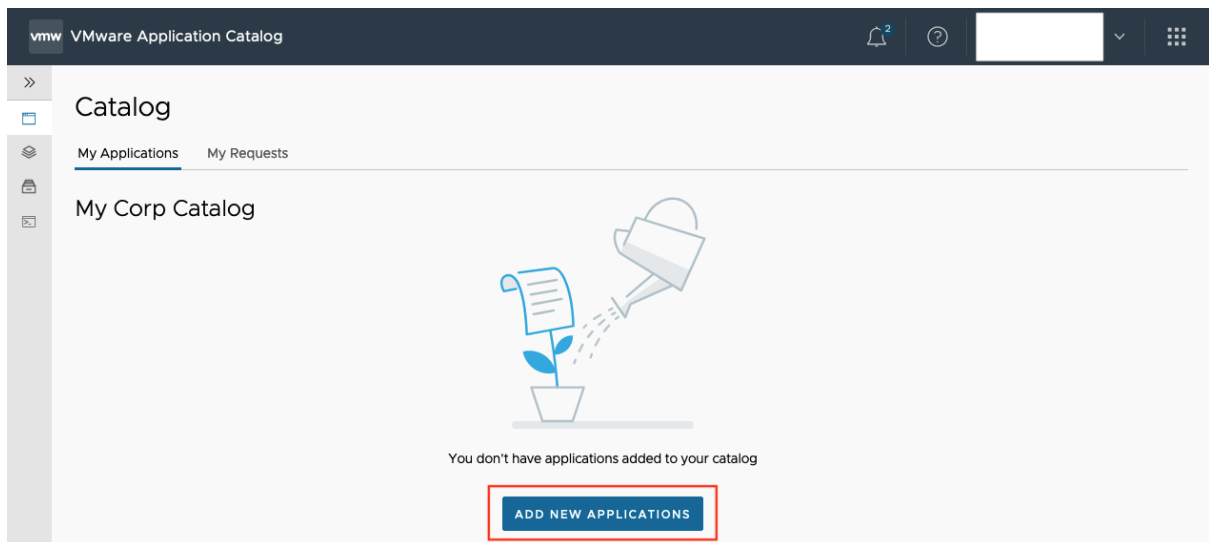 vmw VMware Application Catalog 2
Catalog
My Applications My Requests
My Corp Catalog
You don't have applications added to your catalog
ADD NEW APPLICATIONS